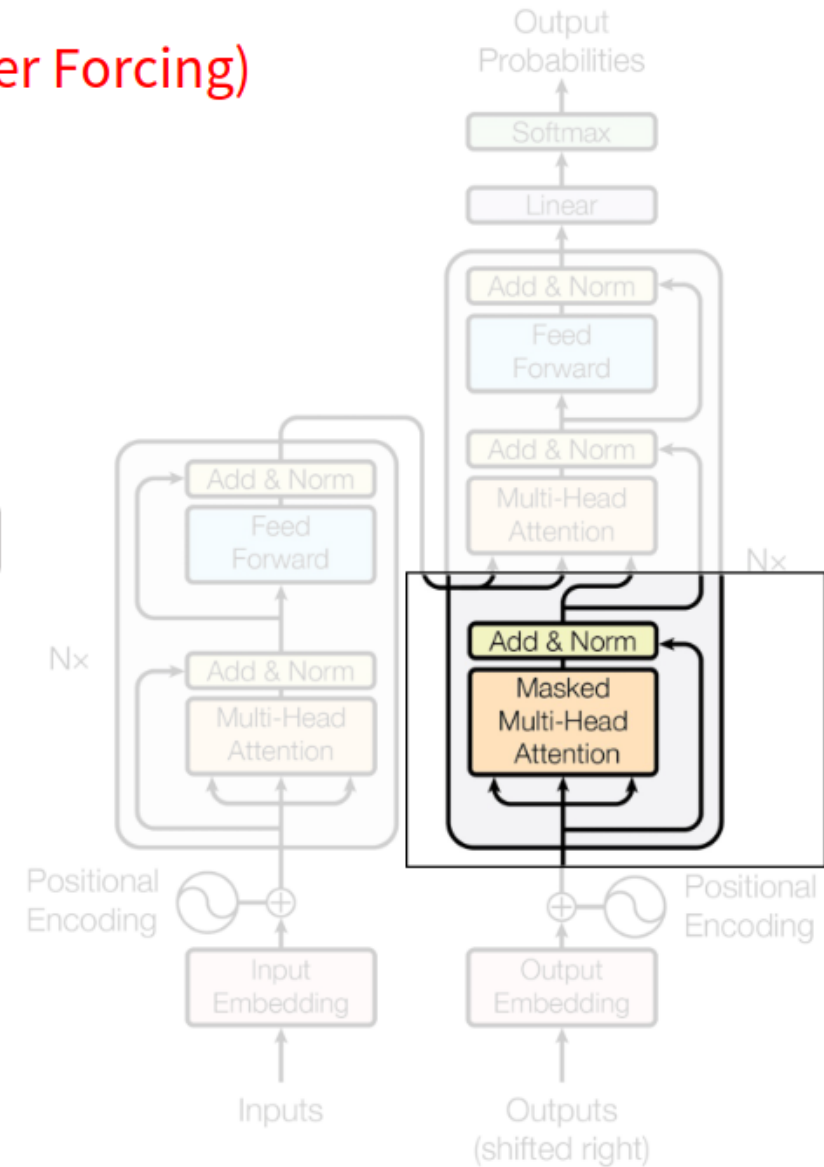 er Forcing)
Output
Probabilities
Softmax
Linear
Add & Norm
Feed
Forward
Add & Norm
Multi-Head
Attention
Nx
Add & Norm
Masked
Multi-Head
Attention
Add & Norm
Feed
Forward
Nx
Add & Norm
Multi-Head
Attention
Positional
Encoding
Positional
Encoding
Input
Embedding
Output
Embedding
Inputs
Outputs
(shifted right)